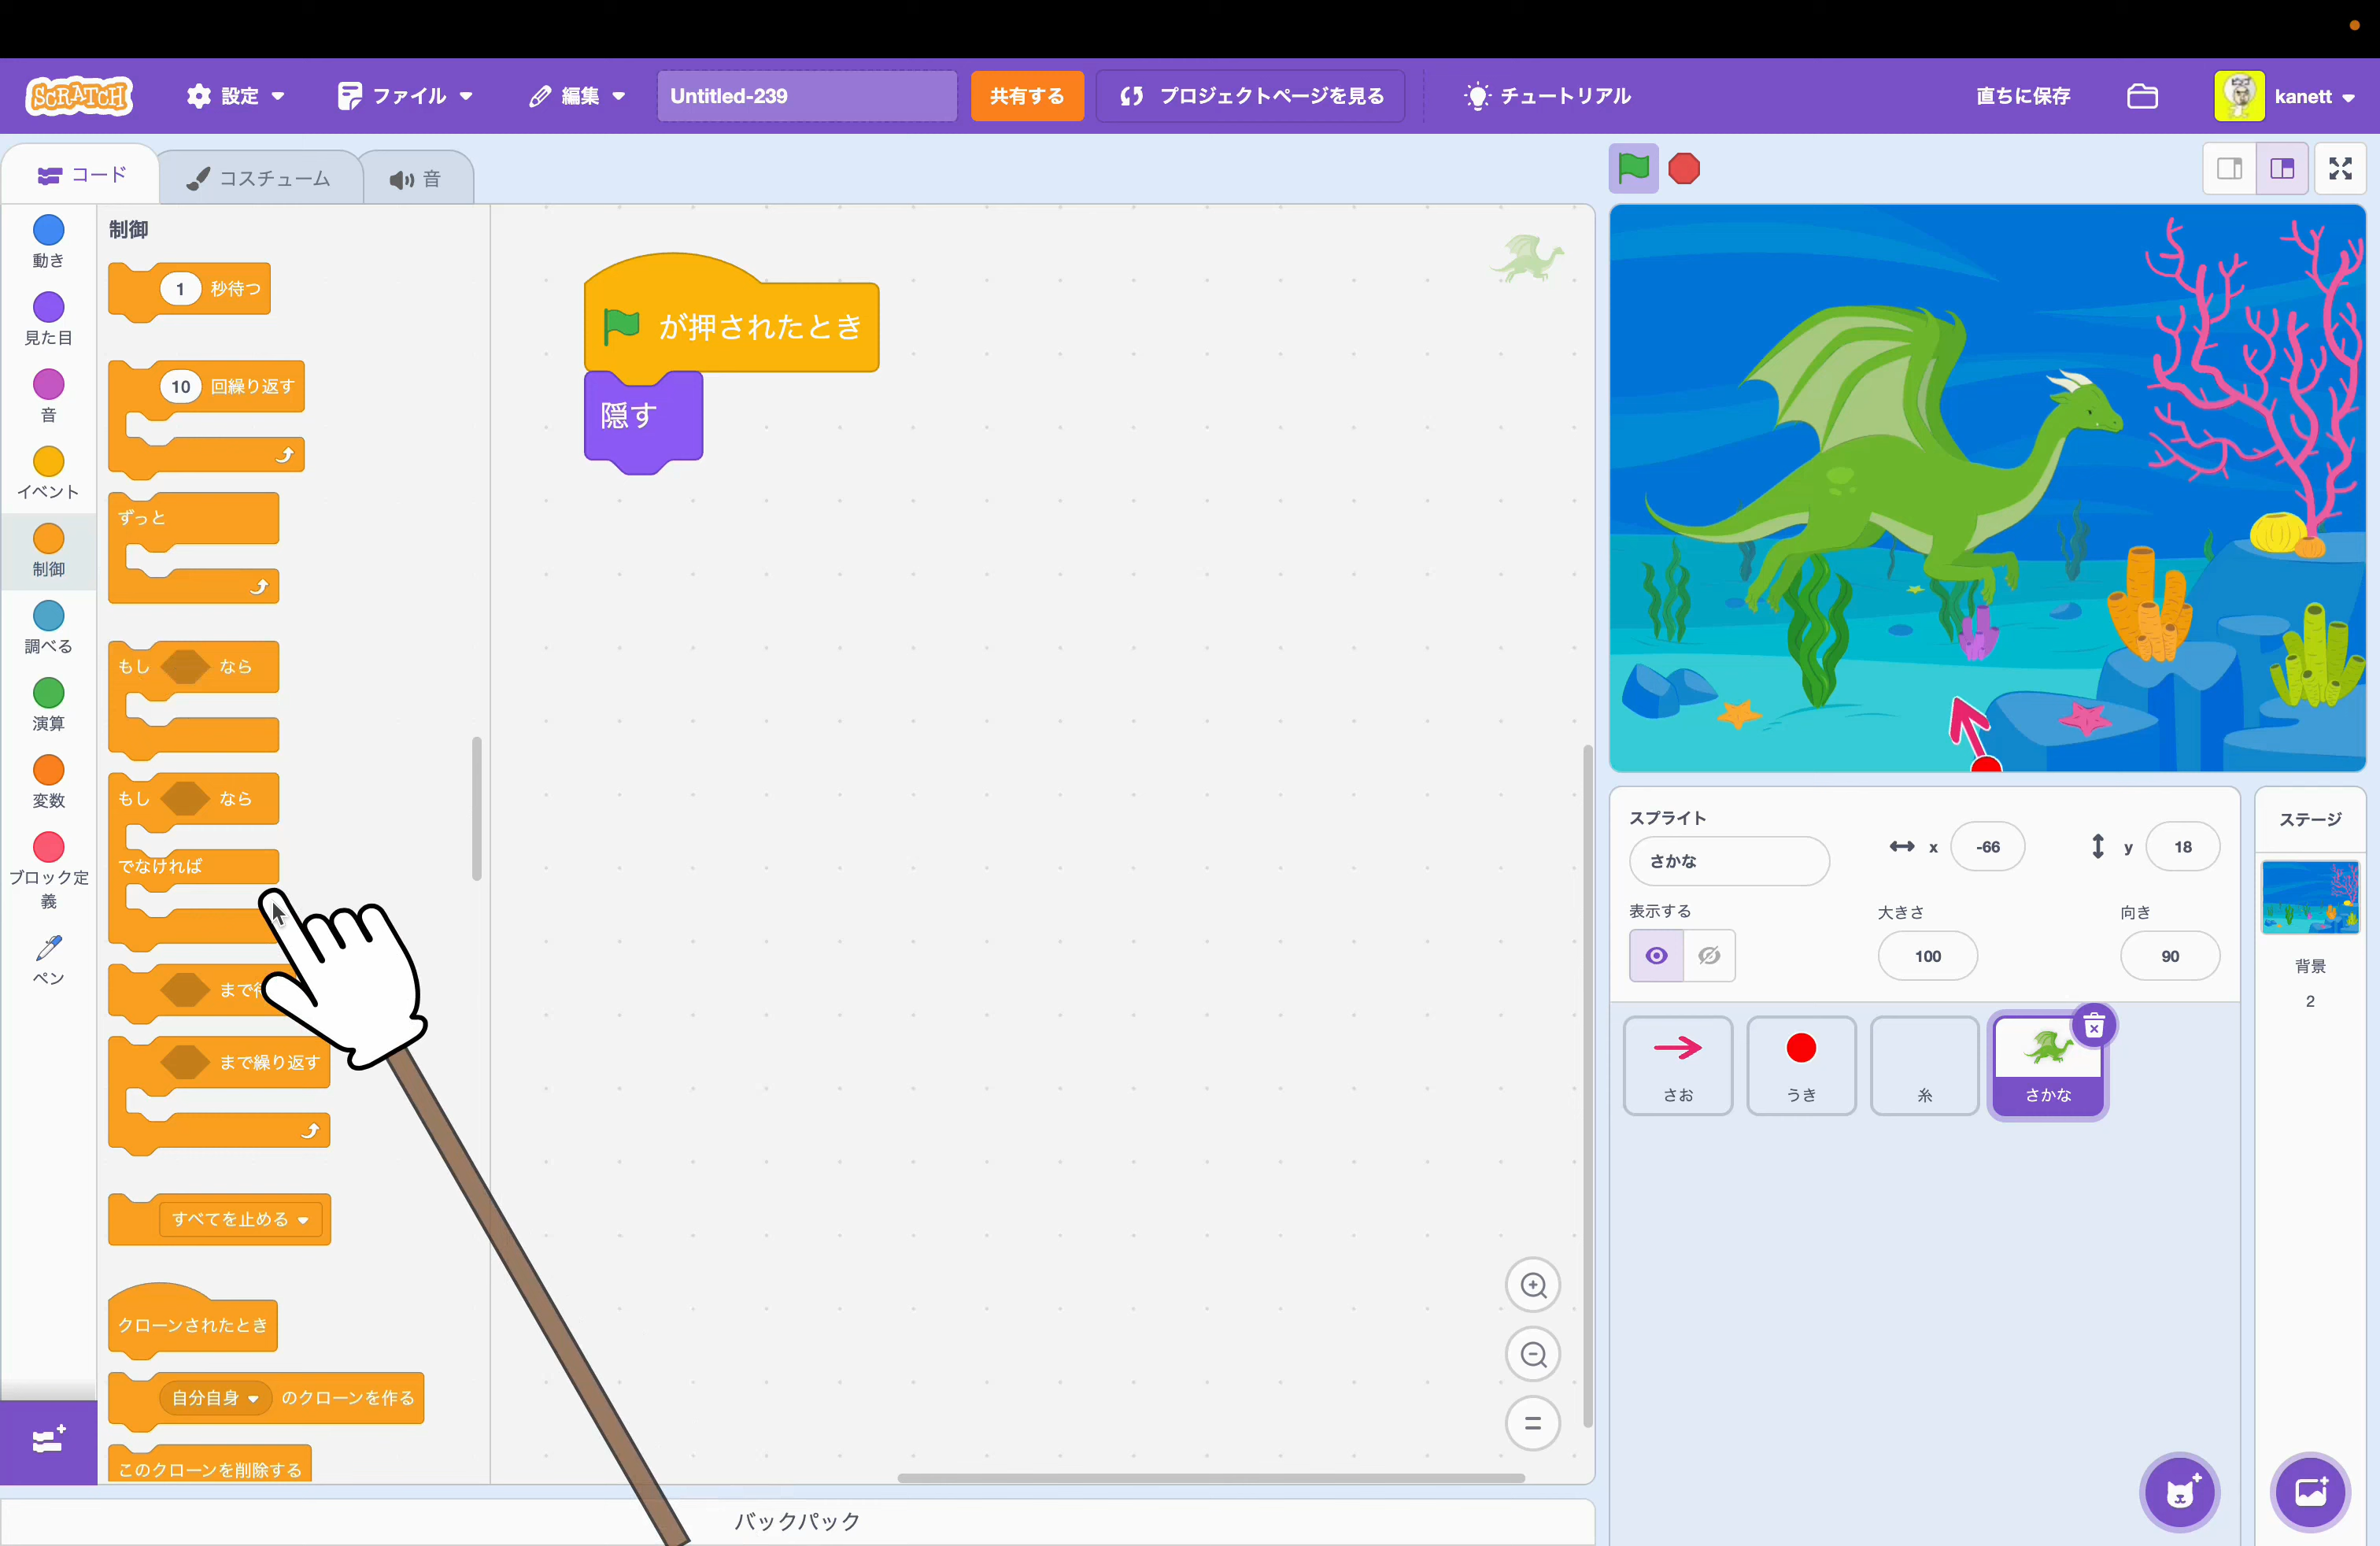 SCRATCH
設定
ファイル
編集
Untitled-239
共有する
プロジェクトページを見る
チュートリアル
直ちに保存
kanett
コード
コスチューム
音
動き
見た目
音
イベント
制御
調べる
演算
変数
ブロック定
義
ペン
制御
1 秒待つ
10 回繰り返す
ずっと
もし なら
もし なら
でなければ
まで
まで繰り返す
すべてを止める
クローンされたとき
自分自身 のクローンを作る
このクローンを削除する
が押されたとき
隠す
バックパック
スプライト
さかな
x -66
y 18
表示する
大きさ
100
向き
90
さお
うき
糸
さかな
ステージ
背景
2